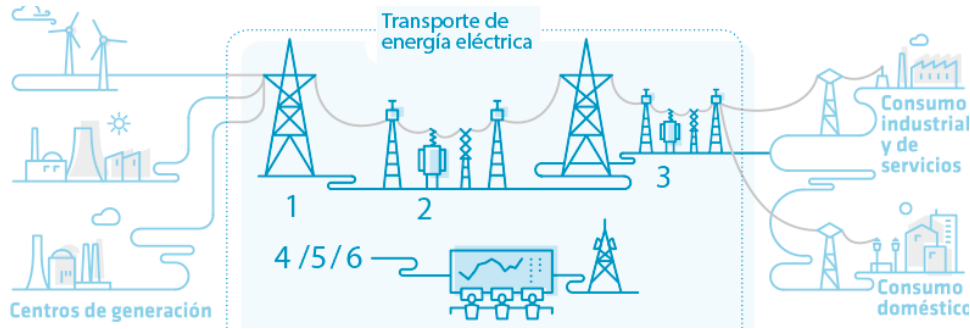 Transporte de
energía eléctrica
Consumo
industrial
y de
servicios
1
2
3
4 /5/ 6
Centros de generación
Consumo
doméstico